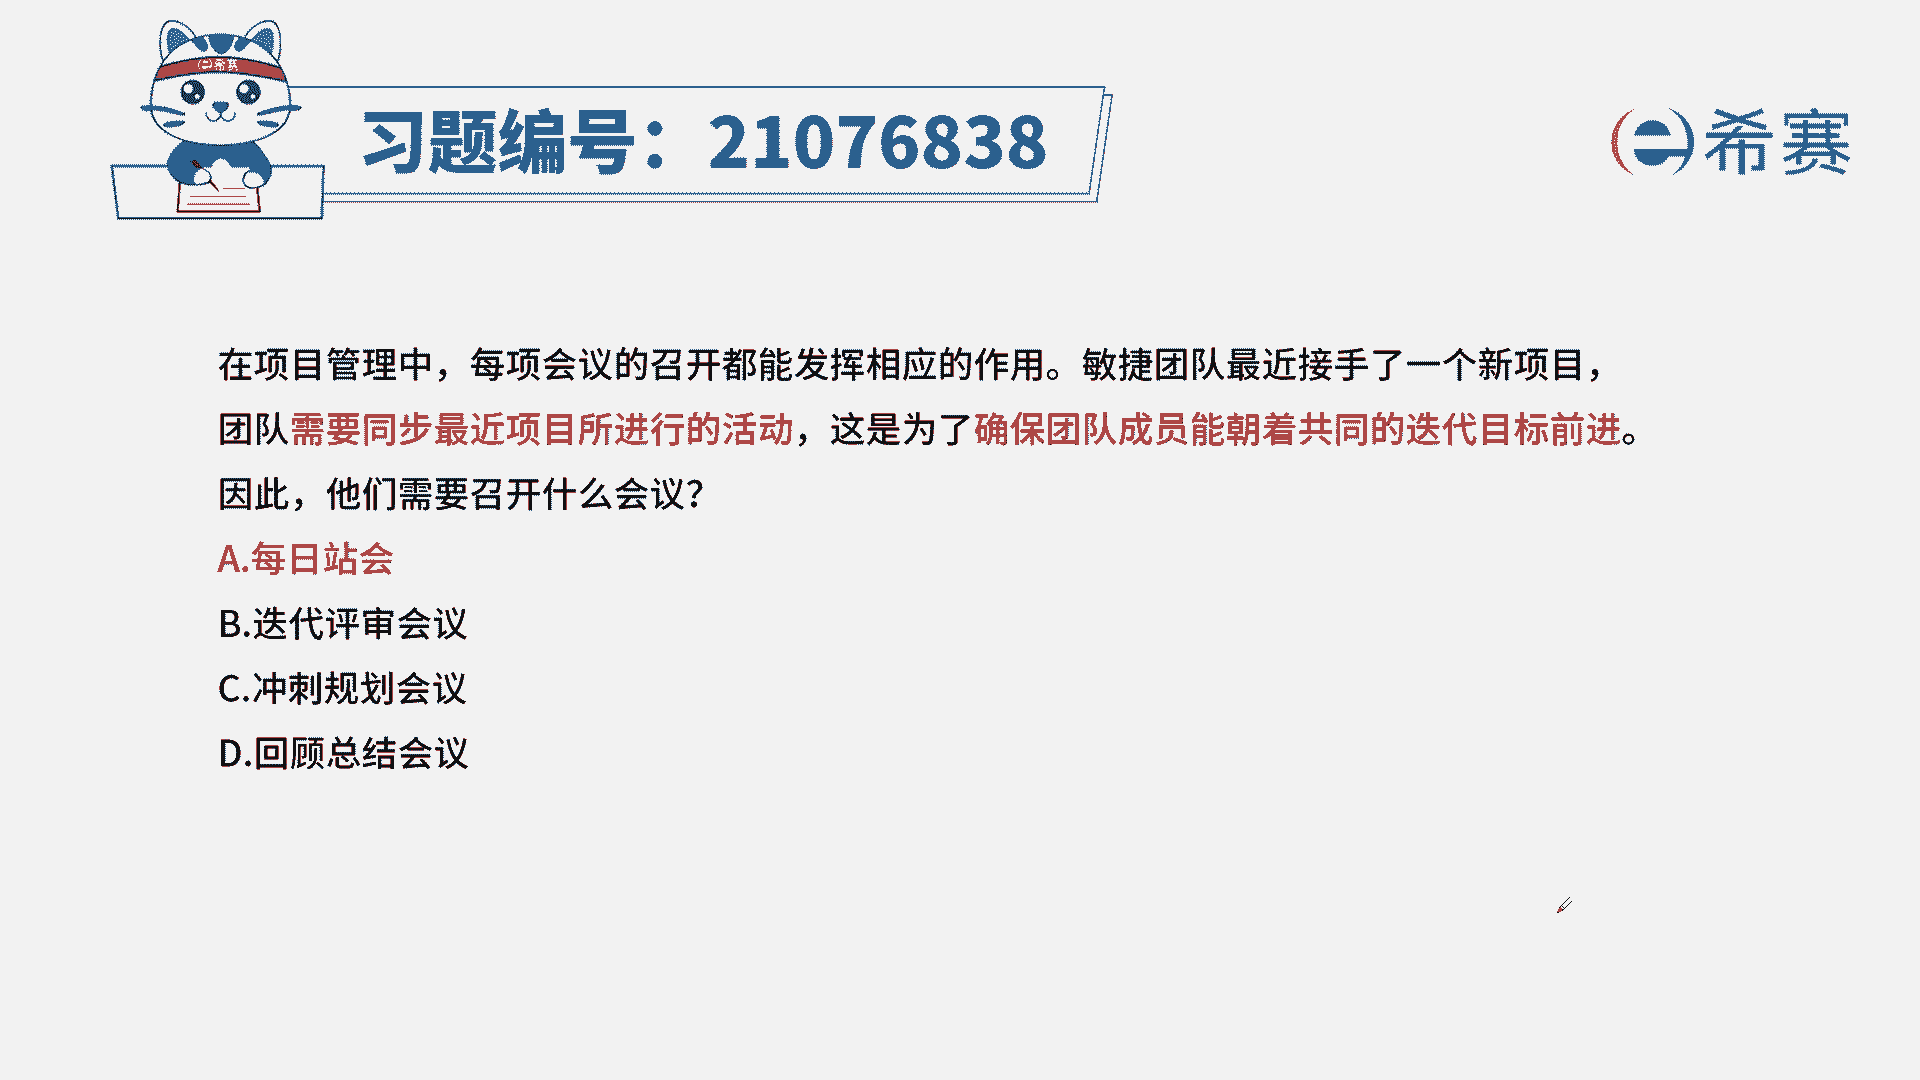 希赛
习题编号：21076838
希赛
在项目管理中，每项会议的召开都能发挥相应的作用。敏捷团队最近接手了一个新项目，
团队需要同步最近项目所进行的活动，这是为了确保团队成员能朝着共同的迭代目标前进。
因此，他们需要召开什么会议？
A.每日站会
B.迭代评审会议
C.冲刺规划会议
D.回顾总结会议